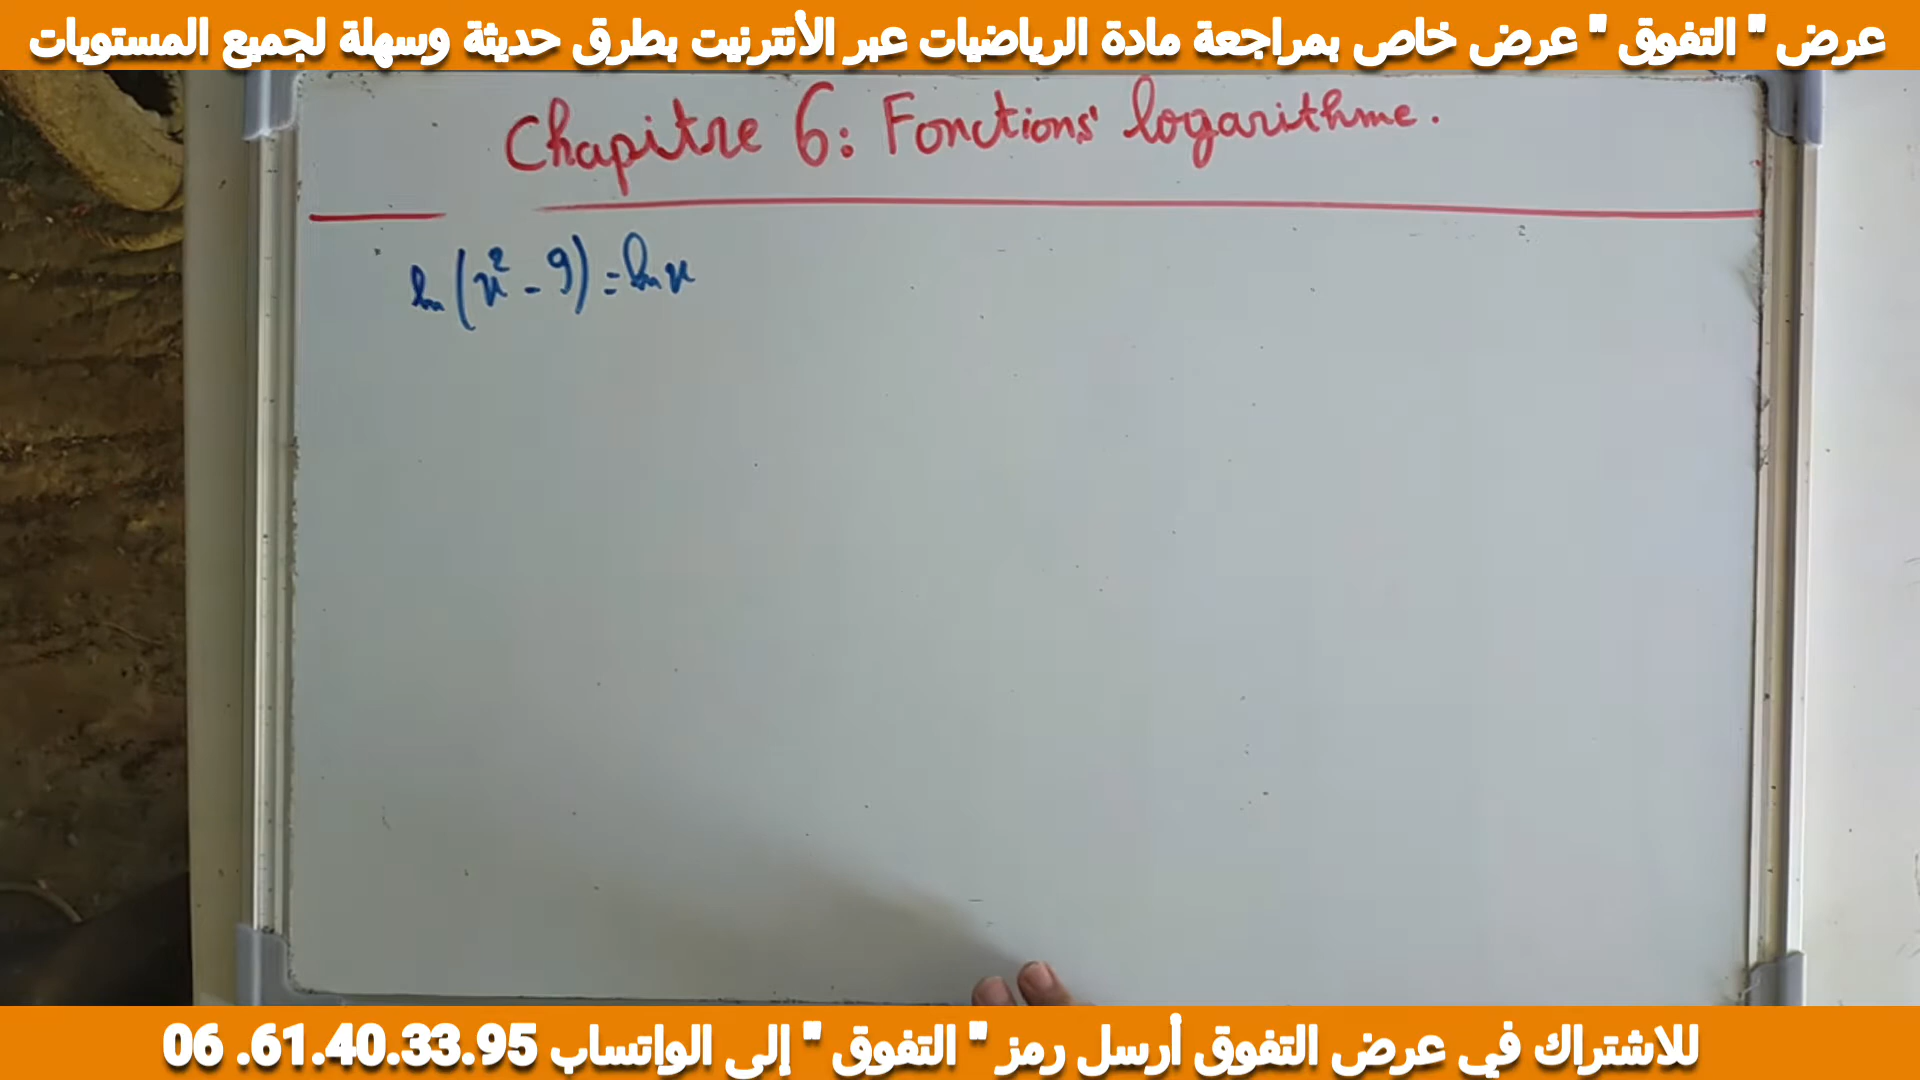 عرض " التفوق " عرض خاص بمراجعة مادة الرياضيات عبر الأنترنيت بطرق حديثة وسهلة لجميع المستويات
Chapitre 6: Fonctions logarithme.
ln(x² - 9) = ln x
للاشتراك في عرض التفوق أرسل رمز " التفوق " إلى الواتساب 06 .61.40.33.95